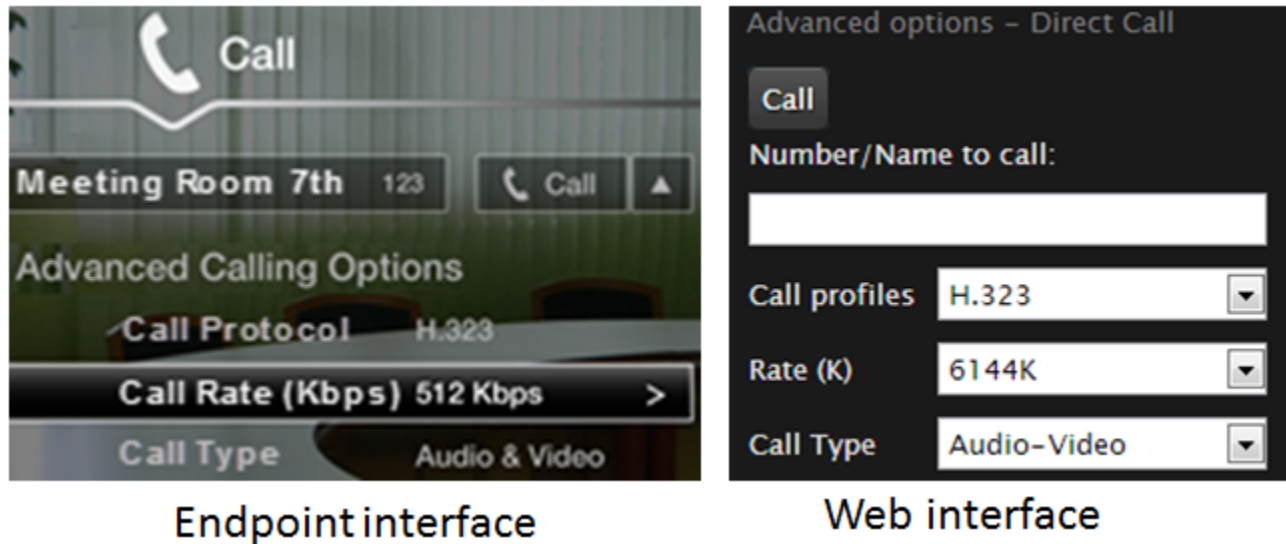 Call
Meeting Room 7th 123 Call
Advanced Calling Options
Call Protocol H.323
Call Rate (Kbps) 512 Kbps >
Call Type Audio & Video
Endpoint interface
Advanced options - Direct Call
Call
Number/Name to call:
Call profiles H.323
Rate (K) 6144K
Call Type Audio-Video
Web interface